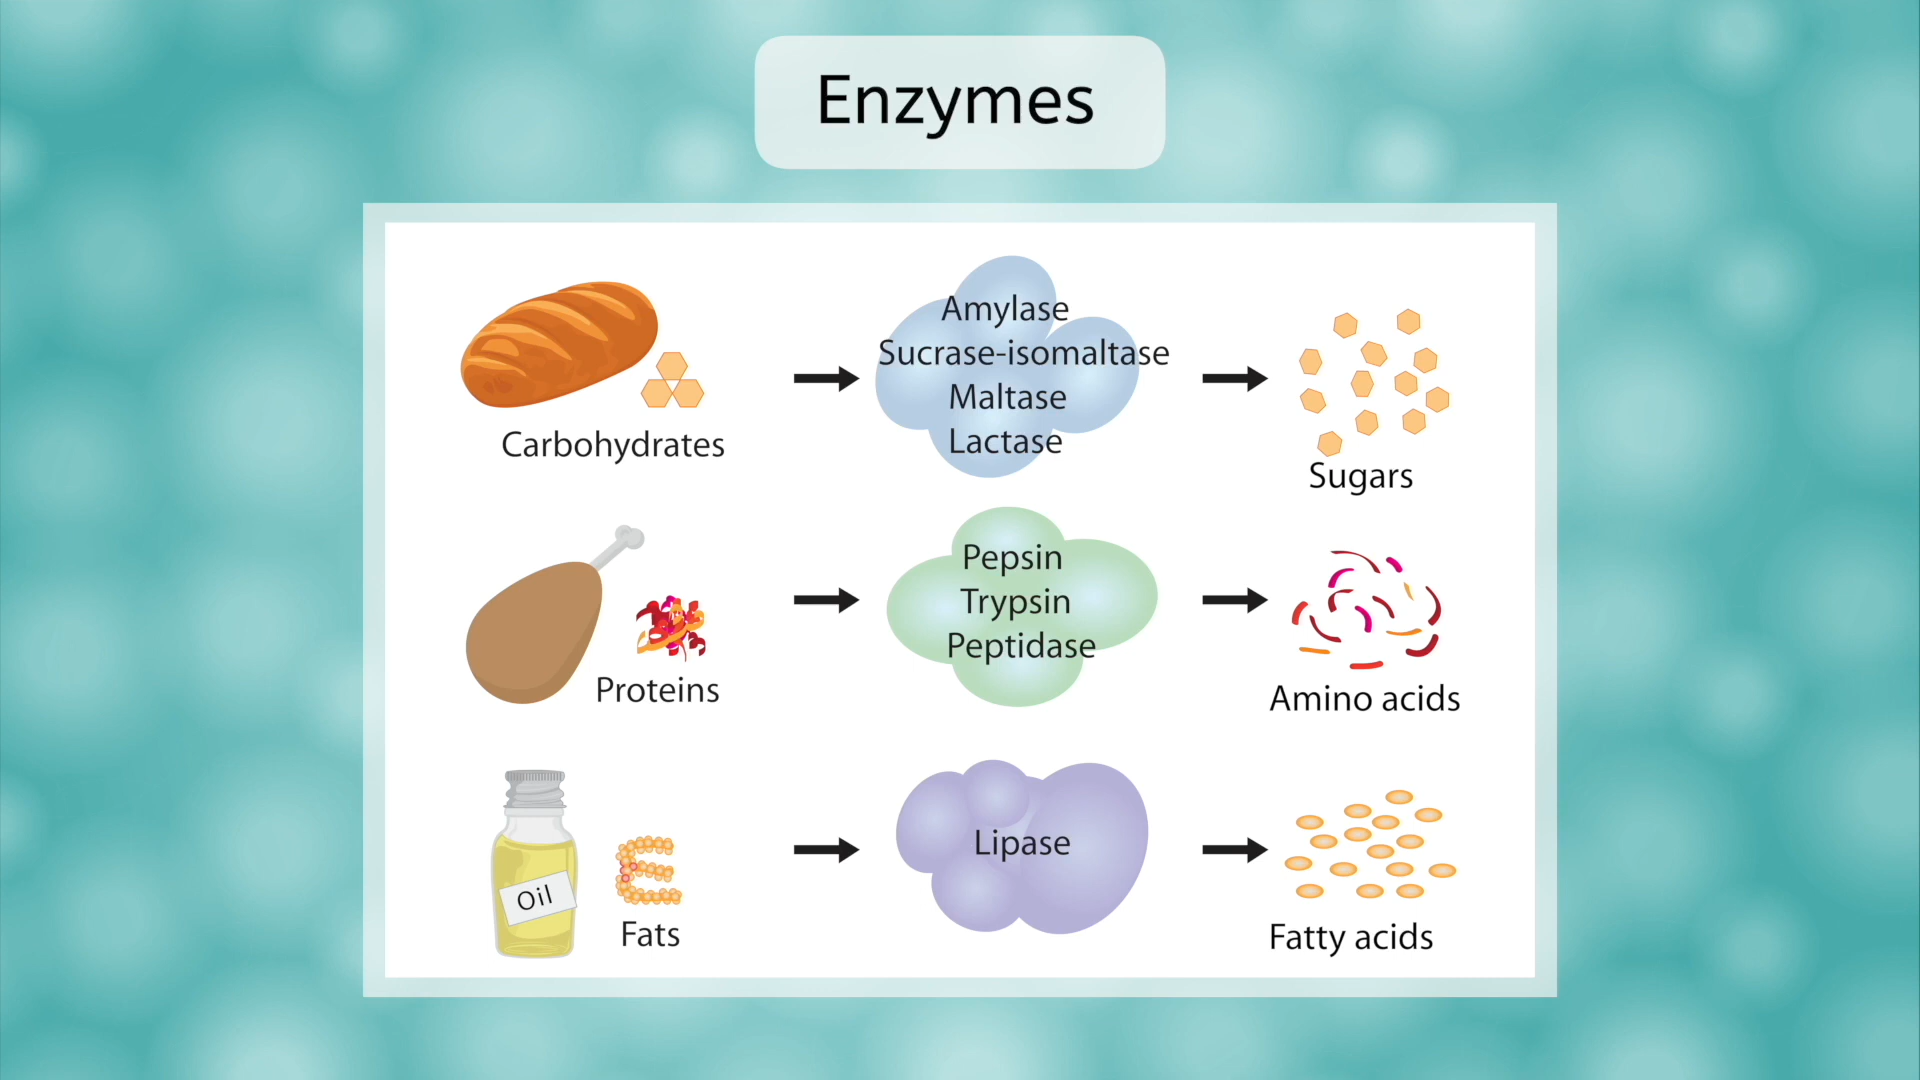 Enzymes
Carbohydrates
Amylase
Sucrase-isomaltase
Maltase
Lactase
Sugars
Proteins
Pepsin
Trypsin
Peptidase
Amino acids
Oil
Fats
Lipase
Fatty acids